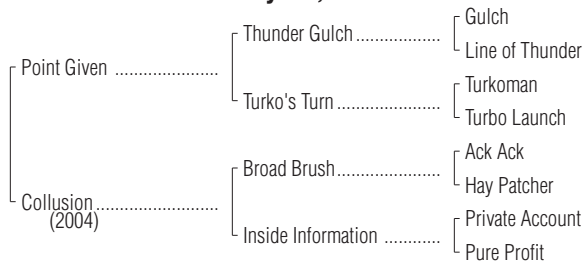 Gulch
Thunder Gulch ..................
Line of Thunder
Point Given .....................
Turkoman
Turko's Turn ...................
Turbo Launch
Ack Ack
Broad Brush ....................
Hay Patcher
Collusion .........................
(2004)
Private Account
Inside Information ............
Pure Profit